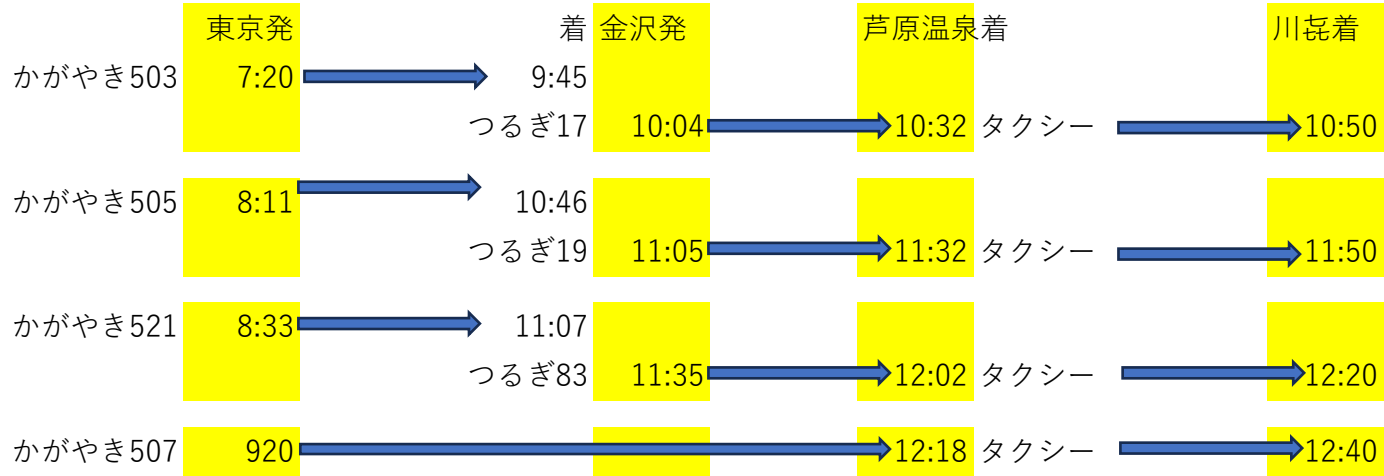 東京発 着 金沢発 芦原温泉着 川㐂着
かがやき503 7:20 9:45
つるぎ17 10:04 10:32 タクシー 10:50
かがやき505 8:11 10:46
つるぎ19 11:05 11:32 タクシー 11:50
かがやき521 8:33 11:07
つるぎ83 11:35 12:02 タクシー 12:20
かがやき507 920 12:18 タクシー 12:40